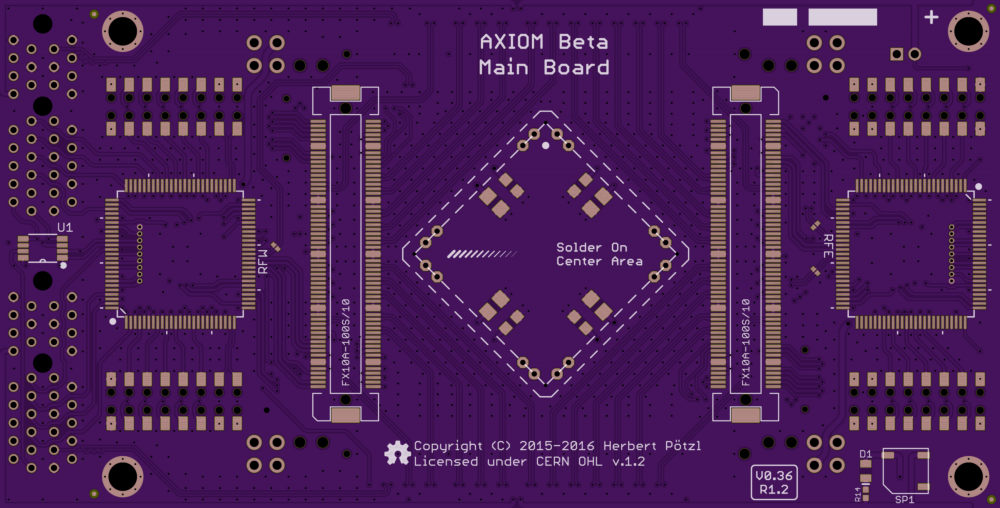 +
AXIOM Beta
Main Board
U1
RFW
Solder On
Center Area
RFE
FX10A-100S/10
FX10A-100S/10
Copyright (C) 2015-2016 Herbert Pötzl
Licensed under CERN OHL v.1.2
V0.36
R1.2
D1
R14
SP1